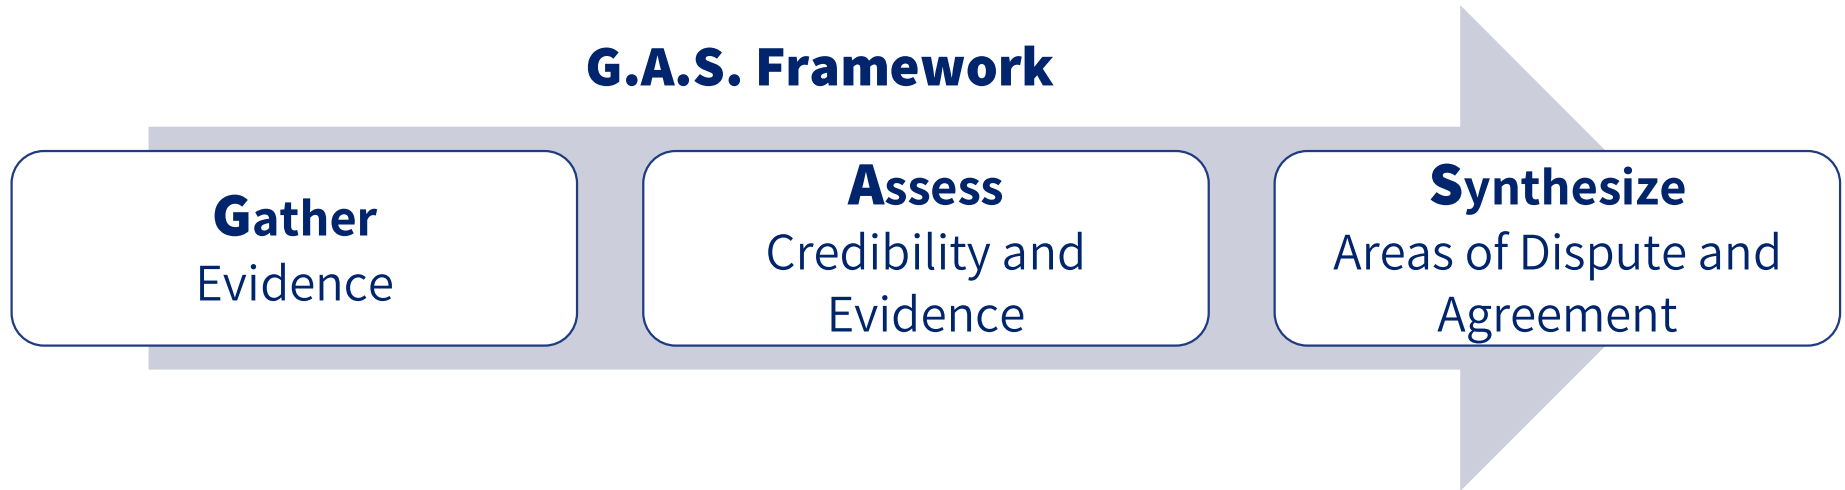 G.A.S. Framework
Gather
Evidence
Assess
Credibility and
Evidence
Synthesize
Areas of Dispute and
Agreement